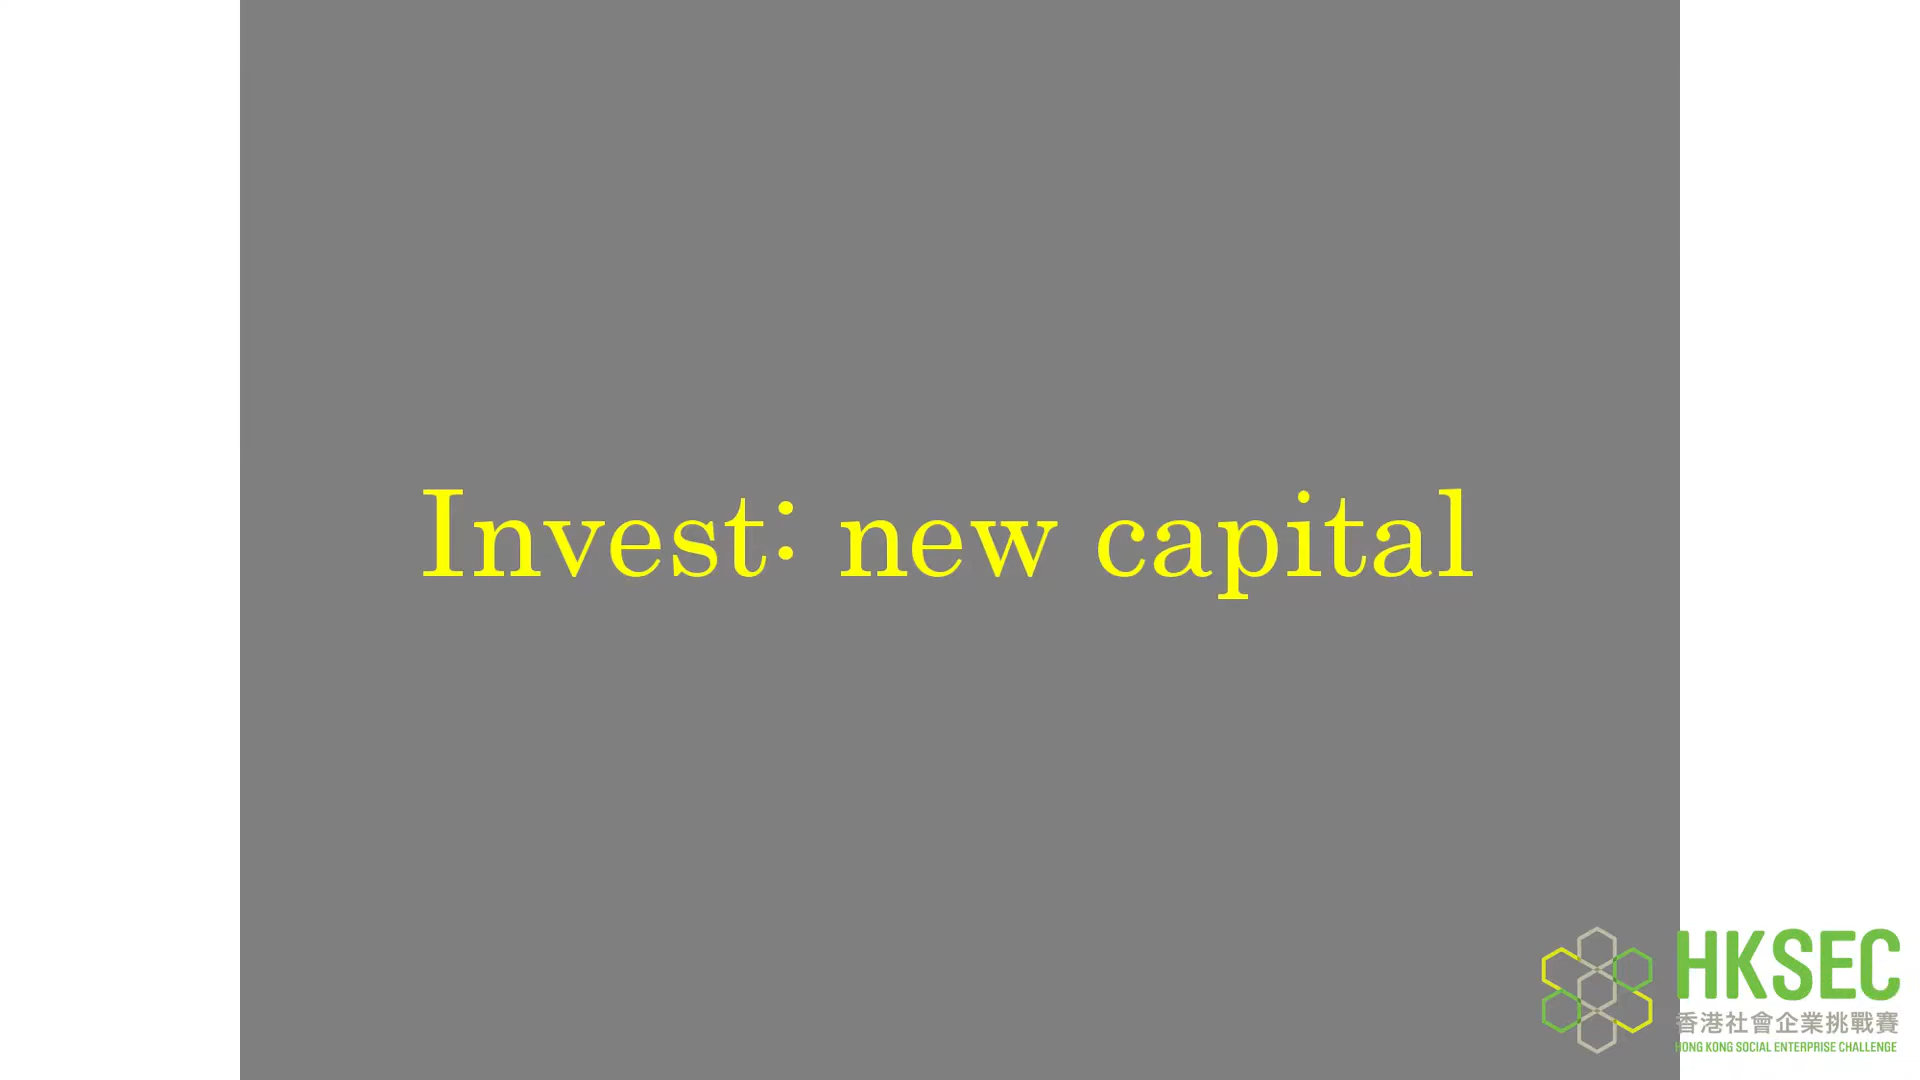 Invest: new capital
HKSEC
香港社會企業挑戰賽
HONG KONG SOCIAL ENTERPRISE CHALLENGE